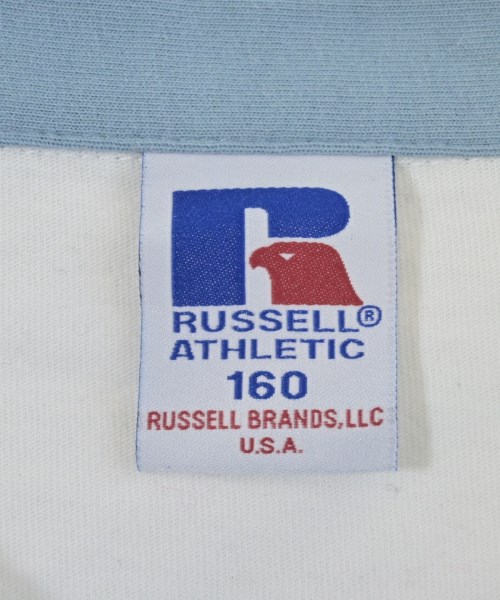 RUSSELL®
ATHLETIC
160
RUSSELL BRANDS,LLC
U.S.A.